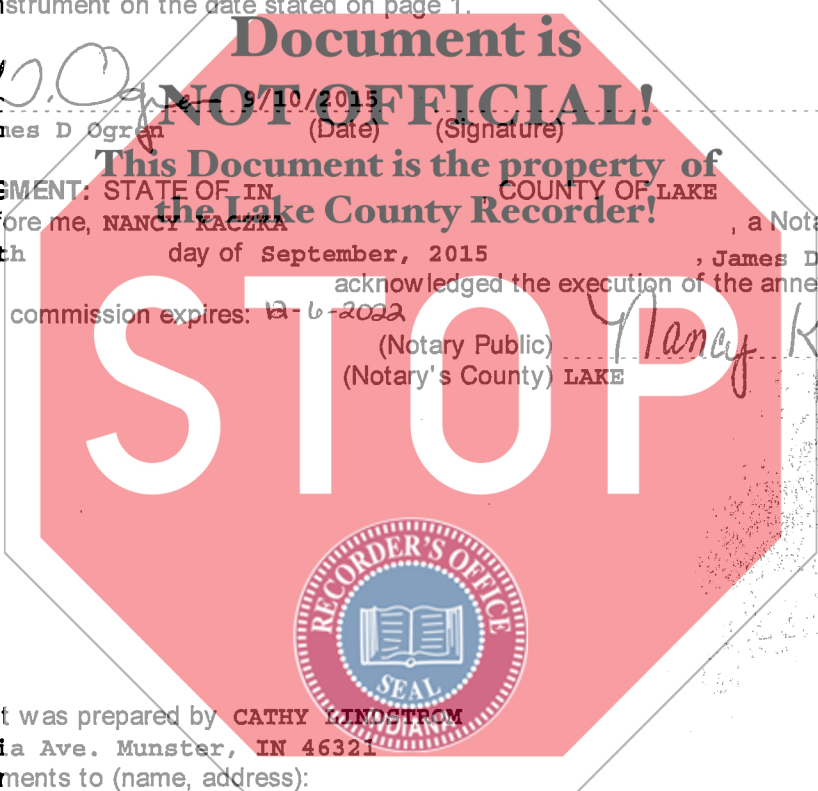 nstrument on the date stated on page 1.
Document is
NOT OFFICIAL!
9/10/2015
mes D Ogren (Date) (Signature)
This Document is the property of
GMENT: STATE OF IN , COUNTY OF LAKE
the Lake County Recorder!
ore me, NANCY KACZKA , a Nota
th day of September, 2015 , James D
acknowledged the execution of the anne
commission expires: 12-6-2022
(Notary Public) Nancy K
(Notary's County) LAKE
STOP
RECORDER'S OFFICE
SEAL
INDIANA
t was prepared by CATHY LINDSTROM
ia Ave. Munster, IN 46321
ments to (name, address):